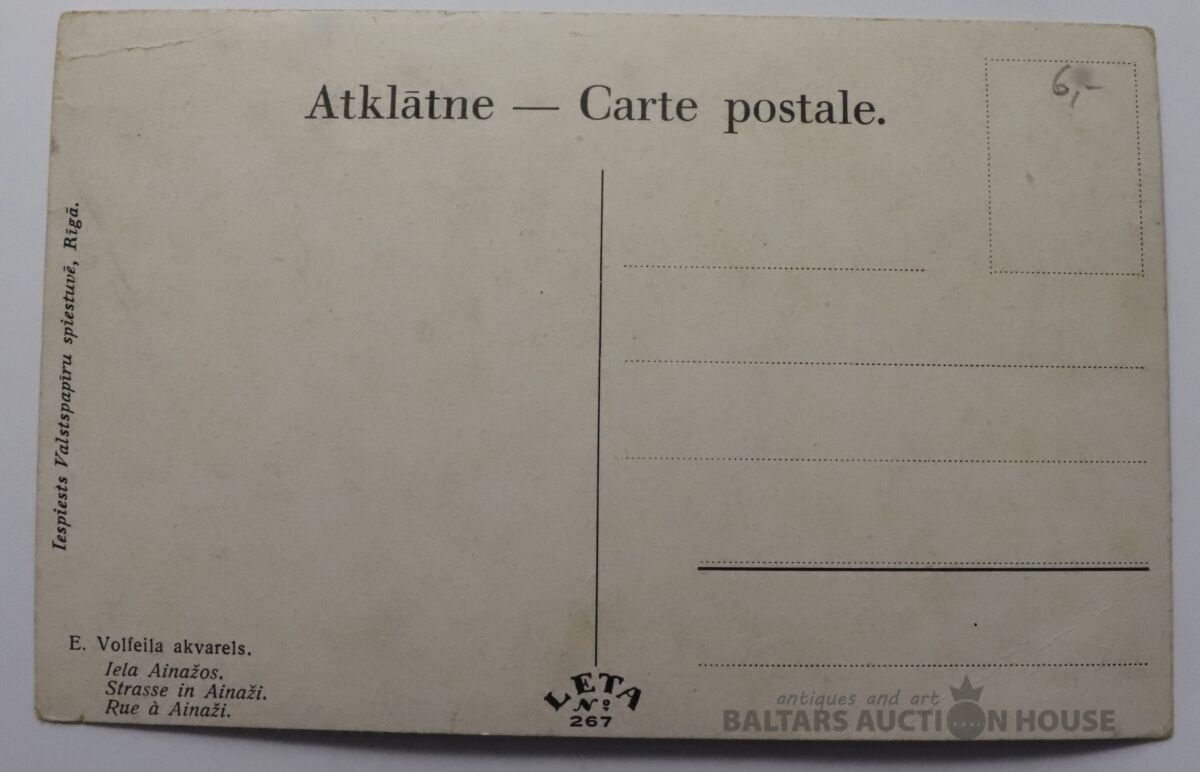 Atklātne — Carte postale.
6,-
Iespiests Valstspapīru spiestuvē, Rīgā.
E. Volfeila akvarels.
Iela Ainažos.
Strasse in Ainaži.
Rue à Ainaži.
LETA
№
267
antiques and art
BALTARS AUCTION HOUSE